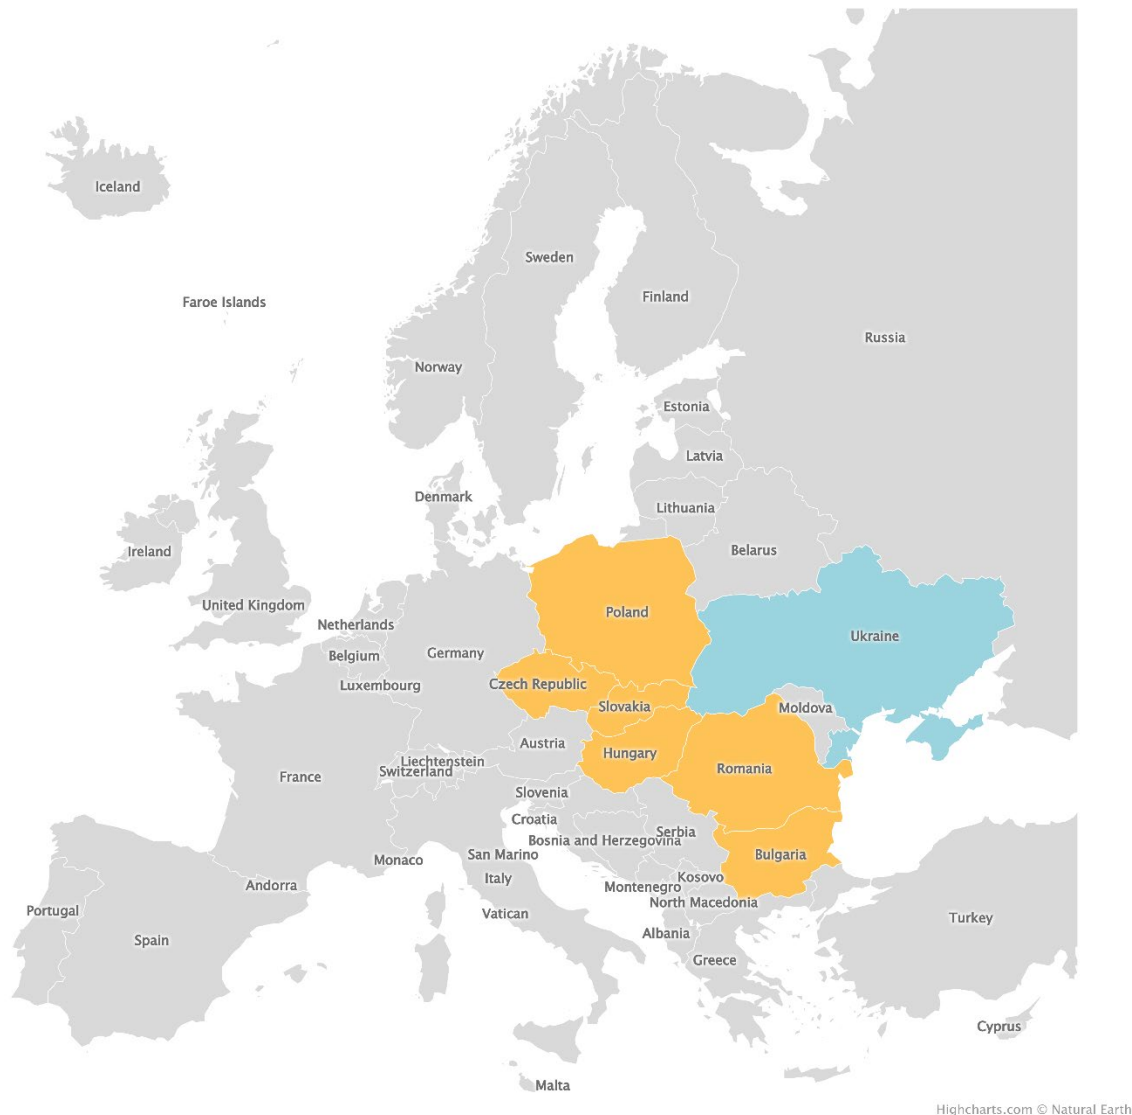 Iceland
Sweden
Faroe Islands
Finland
Russia
Norway
Estonia
Latvia
Denmark
Lithuania
Ireland
Belarus
United Kingdom
Poland
Netherlands
Ukraine
Belgium
Germany
Luxembourg
Czech Republic
Slovakia
Moldova
Austria
Hungary
Liechtenstein
Switzerland
Romania
France
Slovenia
Croatia
Serbia
Bosnia and Herzegovina
San Marino
Bulgaria
Monaco
Italy
Kosovo
Andorra
Montenegro
North Macedonia
Portugal
Vatican
Turkey
Albania
Spain
Greece
Cyprus
Malta
Highcharts.com © Natural Earth